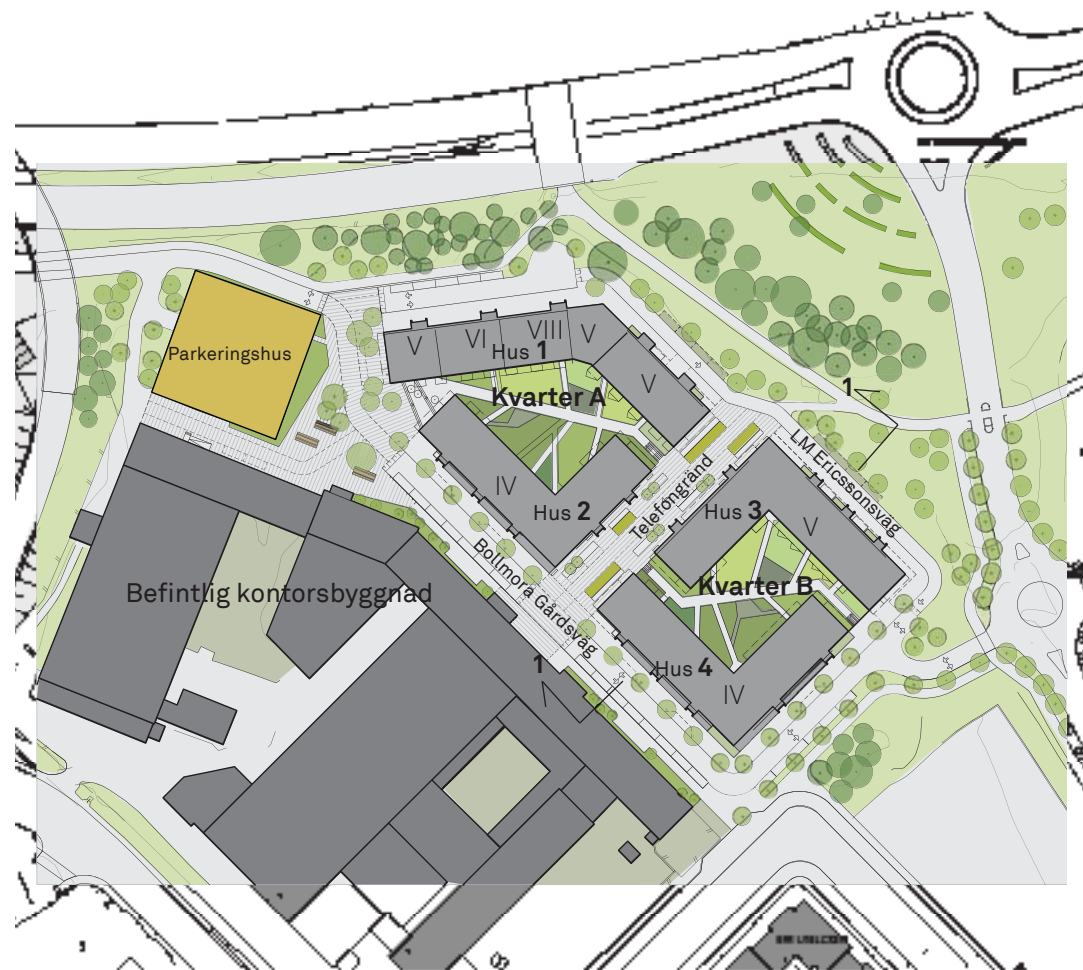 VIII
VI
V
V
Hus 1
Parkeringshus
V
1
Kvarter A
LM Ericssonsväg
Telefongränd
IV
Hus 2
Hus 3
V
Bollmora Gårdsväg
Kvarter B
Befintlig kontorsbyggnad
1
Hus 4
IV